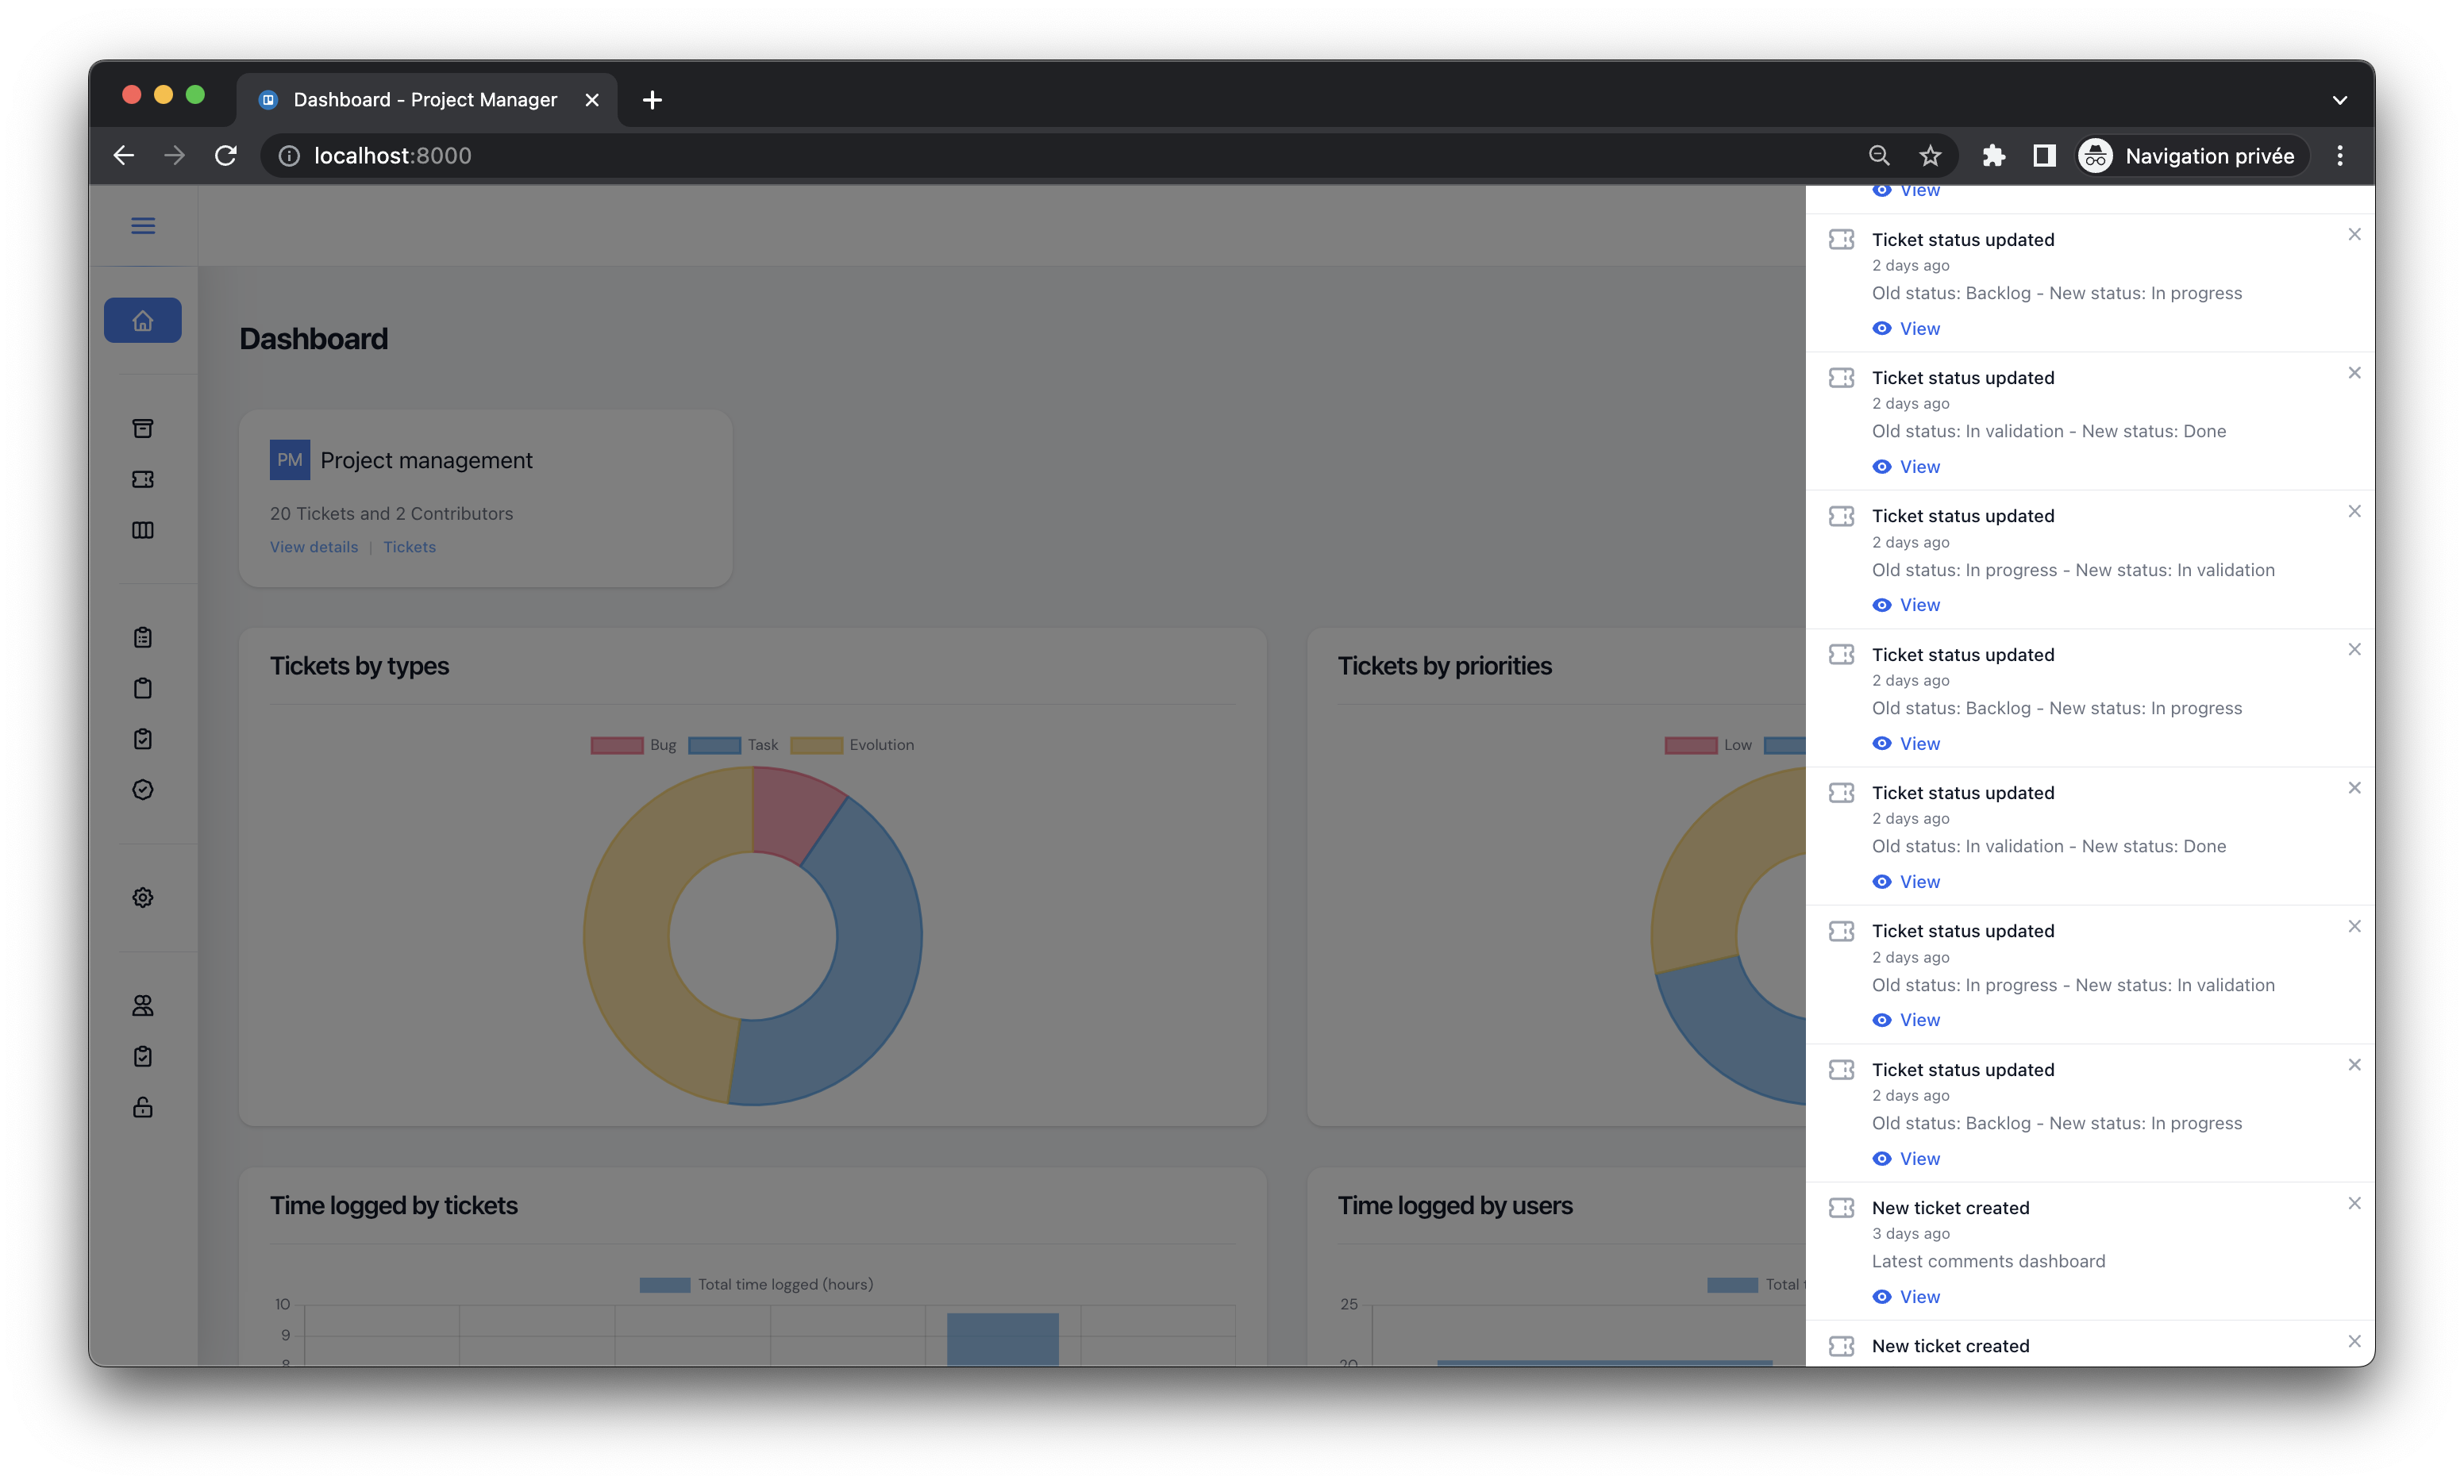 Dashboard - Project Manager
localhost:8000
Navigation privée
View
Ticket status updated
2 days ago
Old status: Backlog - New status: In progress
View
Ticket status updated
2 days ago
Old status: In validation - New status: Done
View
Ticket status updated
2 days ago
Old status: In progress - New status: In validation
View
Ticket status updated
2 days ago
Old status: Backlog - New status: In progress
View
Ticket status updated
2 days ago
Old status: In validation - New status: Done
View
Ticket status updated
2 days ago
Old status: In progress - New status: In validation
View
Ticket status updated
2 days ago
Old status: Backlog - New status: In progress
View
New ticket created
3 days ago
Latest comments dashboard
View
New ticket created
Dashboard
PM Project management
20 Tickets and 2 Contributors
View details | Tickets
Tickets by types
Bug Task Evolution
Tickets by priorities
Low
Time logged by tickets
Total time logged (hours)
10
9
8
Time logged by users
Total
25
20